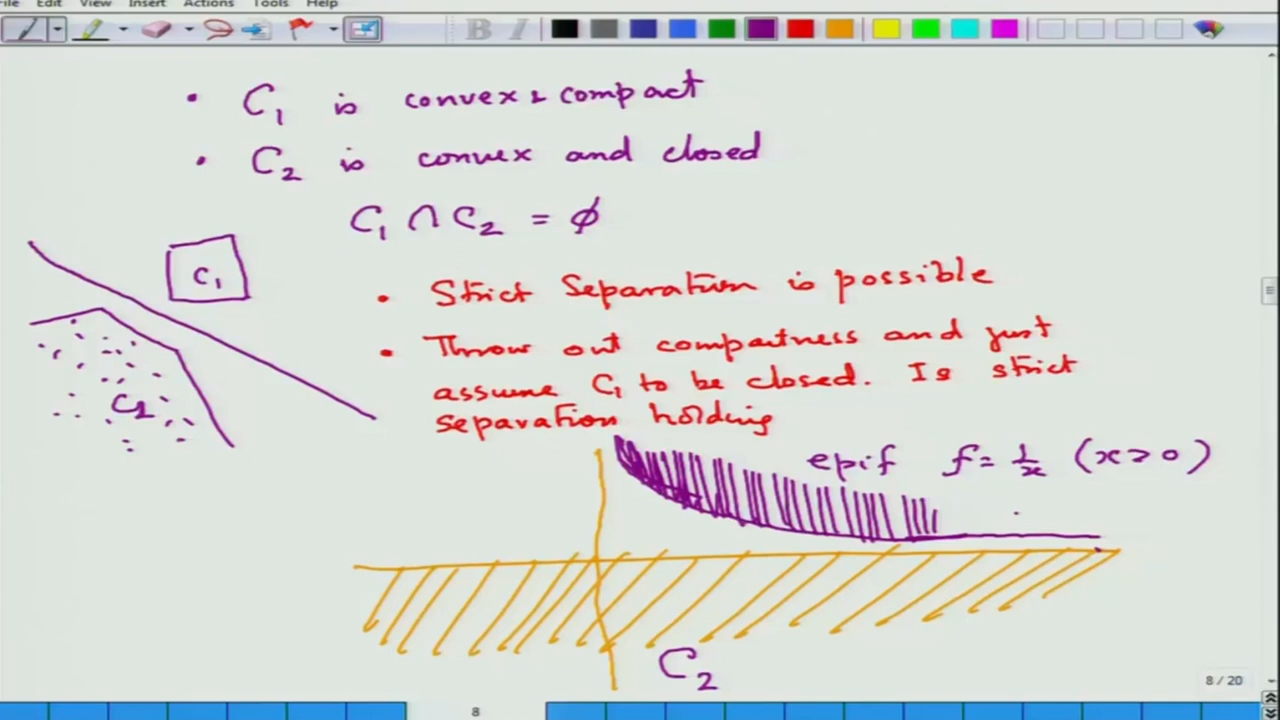 File Edit View Insert Actions Tools Help
B I
• C1 is convex & compact
• C2 is convex and closed
C1 ∩ C2 = ϕ
C1
• Strict Separation is possible
• Throw out compactness and just
assume C1 to be closed. Is strict
separation holding
C2
epif f = 1/x (x > 0)
C2
8 / 20
8